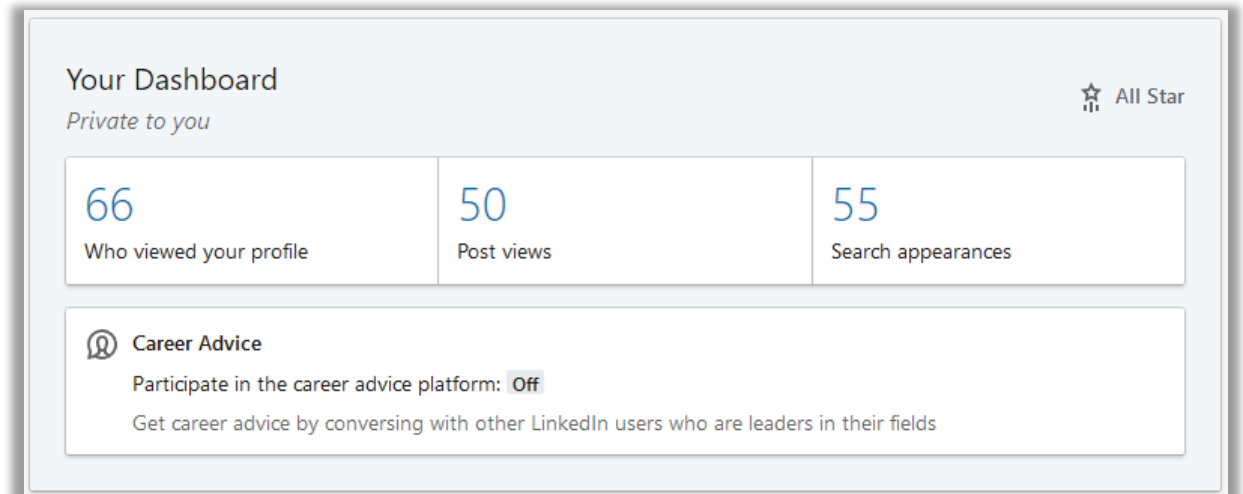 Your Dashboard
Private to you
All Star
66
Who viewed your profile
50
Post views
55
Search appearances
Career Advice
Participate in the career advice platform: Off
Get career advice by conversing with other LinkedIn users who are leaders in their fields